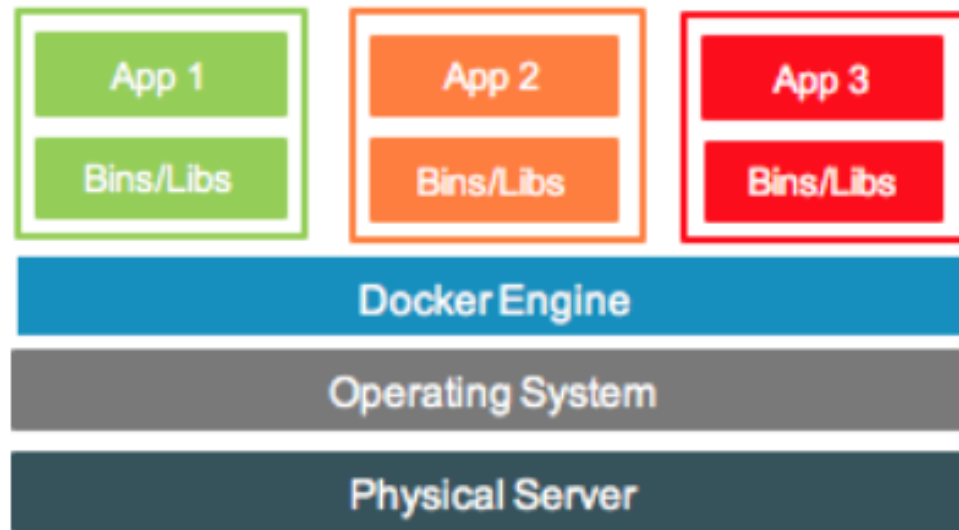 App 1
App 2
App 3
Bins/Libs
Bins/Libs
Bins/Libs
Docker Engine
Operating System
Physical Server